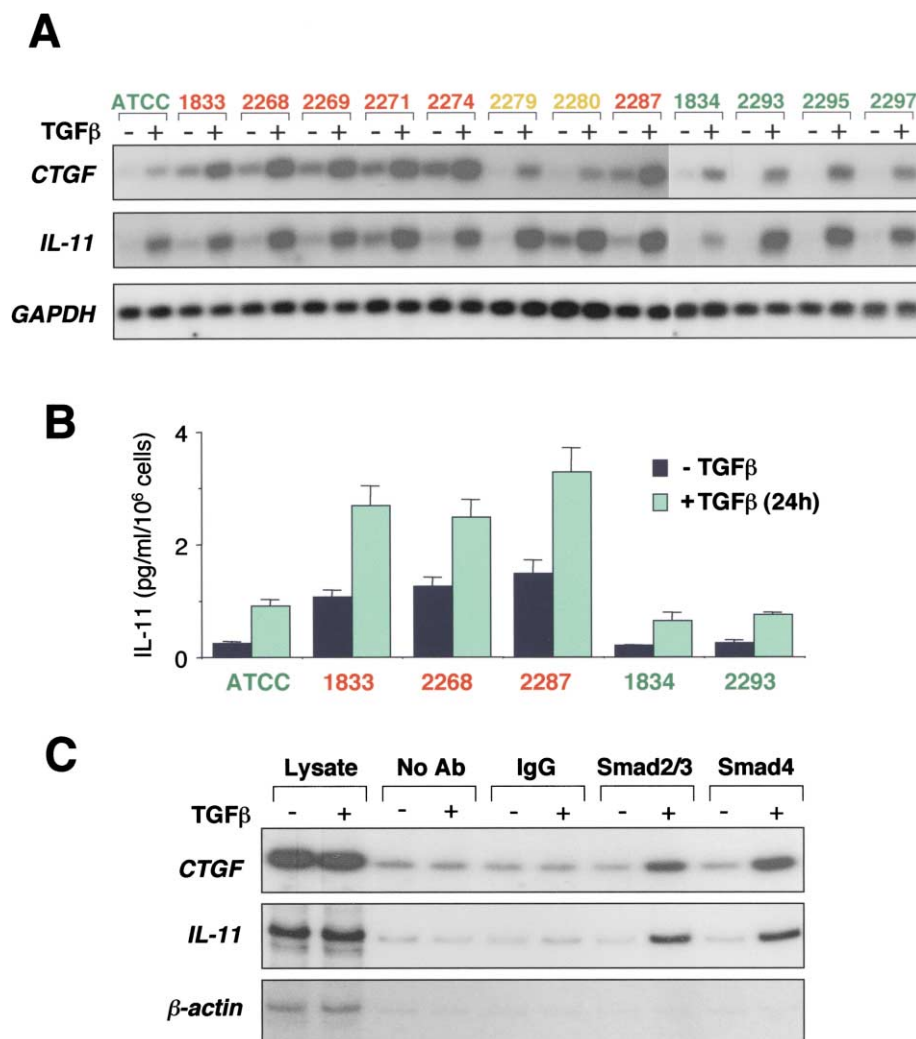 A
ATCC 1833 2268 2269 2271 2274 2279 2280 2287 1834 2293 2295 2297
TGFβ - + - + - + - + - + - + - + - + - + - + - + - + - +
CTGF
IL-11
GAPDH
B
IL-11 (pg/ml/10⁶ cells)
4
2
0
- TGFβ
+ TGFβ (24h)
ATCC 1833 2268 2287 1834 2293
C
Lysate No Ab IgG Smad2/3 Smad4
TGFβ - + - + - + - + - +
CTGF
IL-11
β-actin